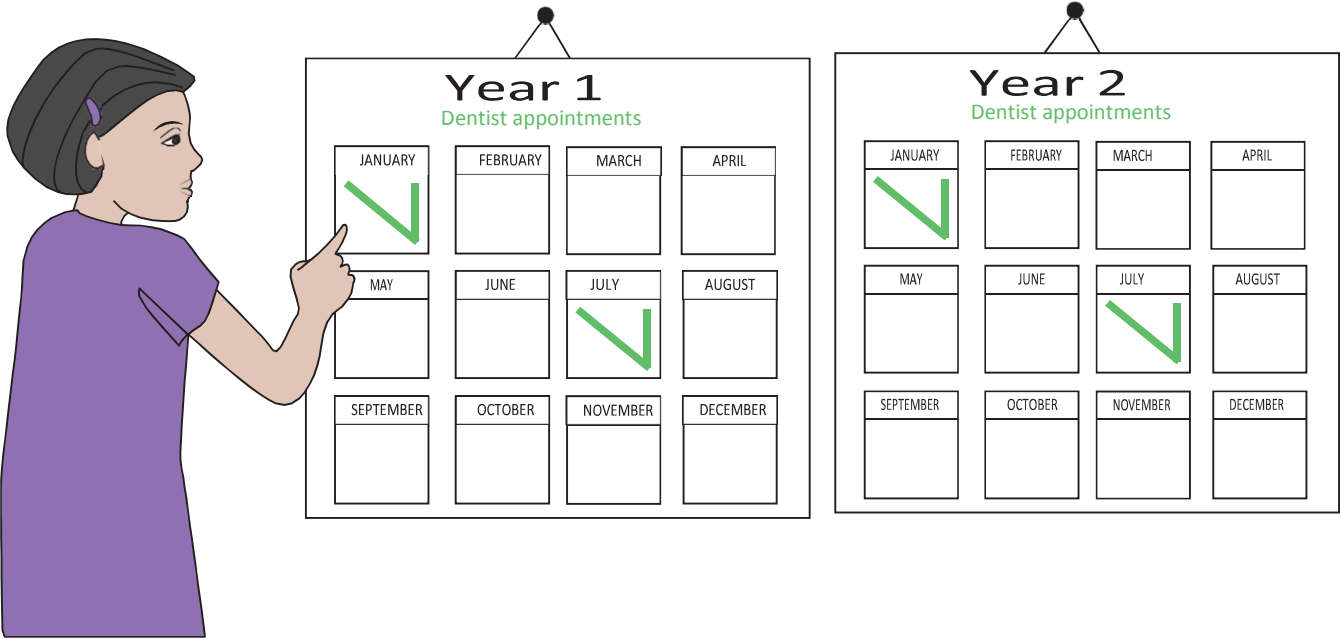 Year 1
Dentist appointments
JANUARY FEBRUARY MARCH APRIL
MAY JUNE JULY AUGUST
SEPTEMBER OCTOBER NOVEMBER DECEMBER
Year 2
Dentist appointments
JANUARY FEBRUARY MARCH APRIL
MAY JUNE JULY AUGUST
SEPTEMBER OCTOBER NOVEMBER DECEMBER